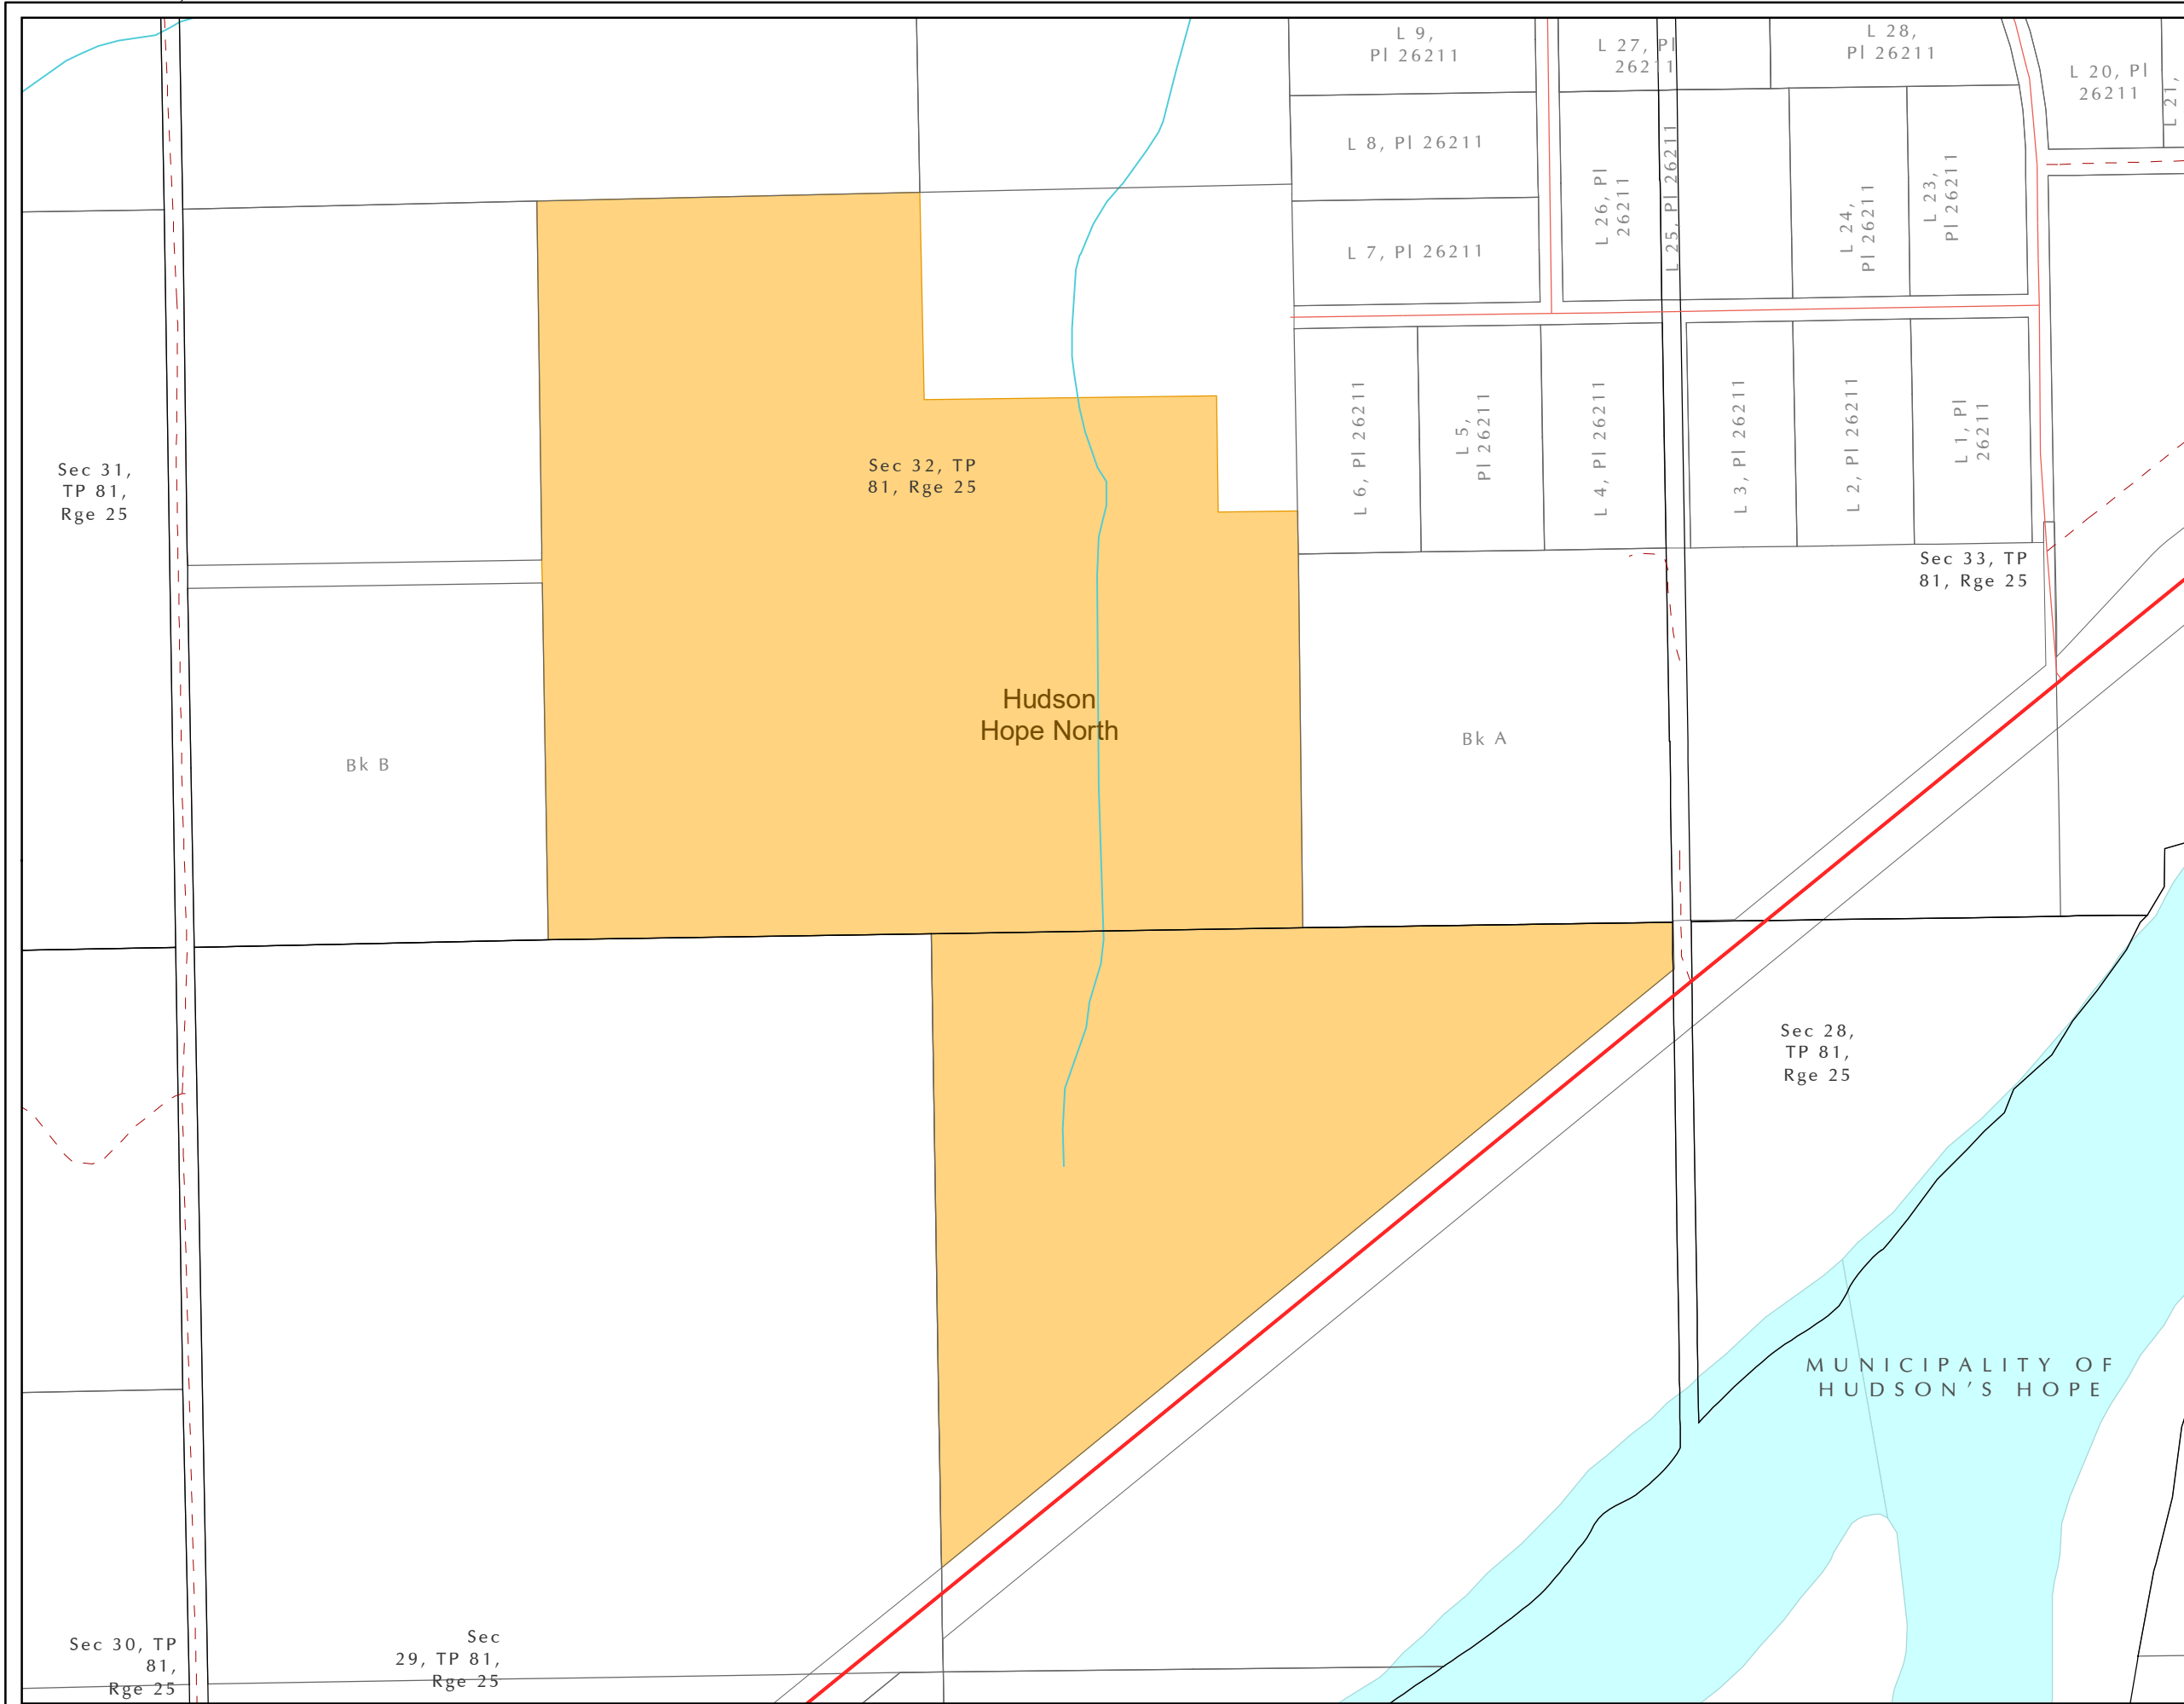 L 9,
Pl 26211
L 27, Pl
26211
L 28,
Pl 26211
L 20, Pl
26211
L 21,
L 8, Pl 26211
L 7, Pl 26211
L 26, Pl
26211
L 25, Pl 26211
L 24,
Pl 26211
L 23,
Pl 26211
Sec 31,
TP 81,
Rge 25
Sec 32, TP
81, Rge 25
L 6, Pl 26211
L 5,
Pl 26211
L 4, Pl 26211
L 3, Pl 26211
L 2, Pl 26211
L 1, Pl
26211
Sec 33, TP
81, Rge 25
Hudson
Hope North
Bk B
Bk A
Sec 28,
TP 81,
Rge 25
MUNICIPALITY OF
HUDSON'S HOPE
Sec 30, TP
81,
Rge 25
Sec
29, TP 81,
Rge 25